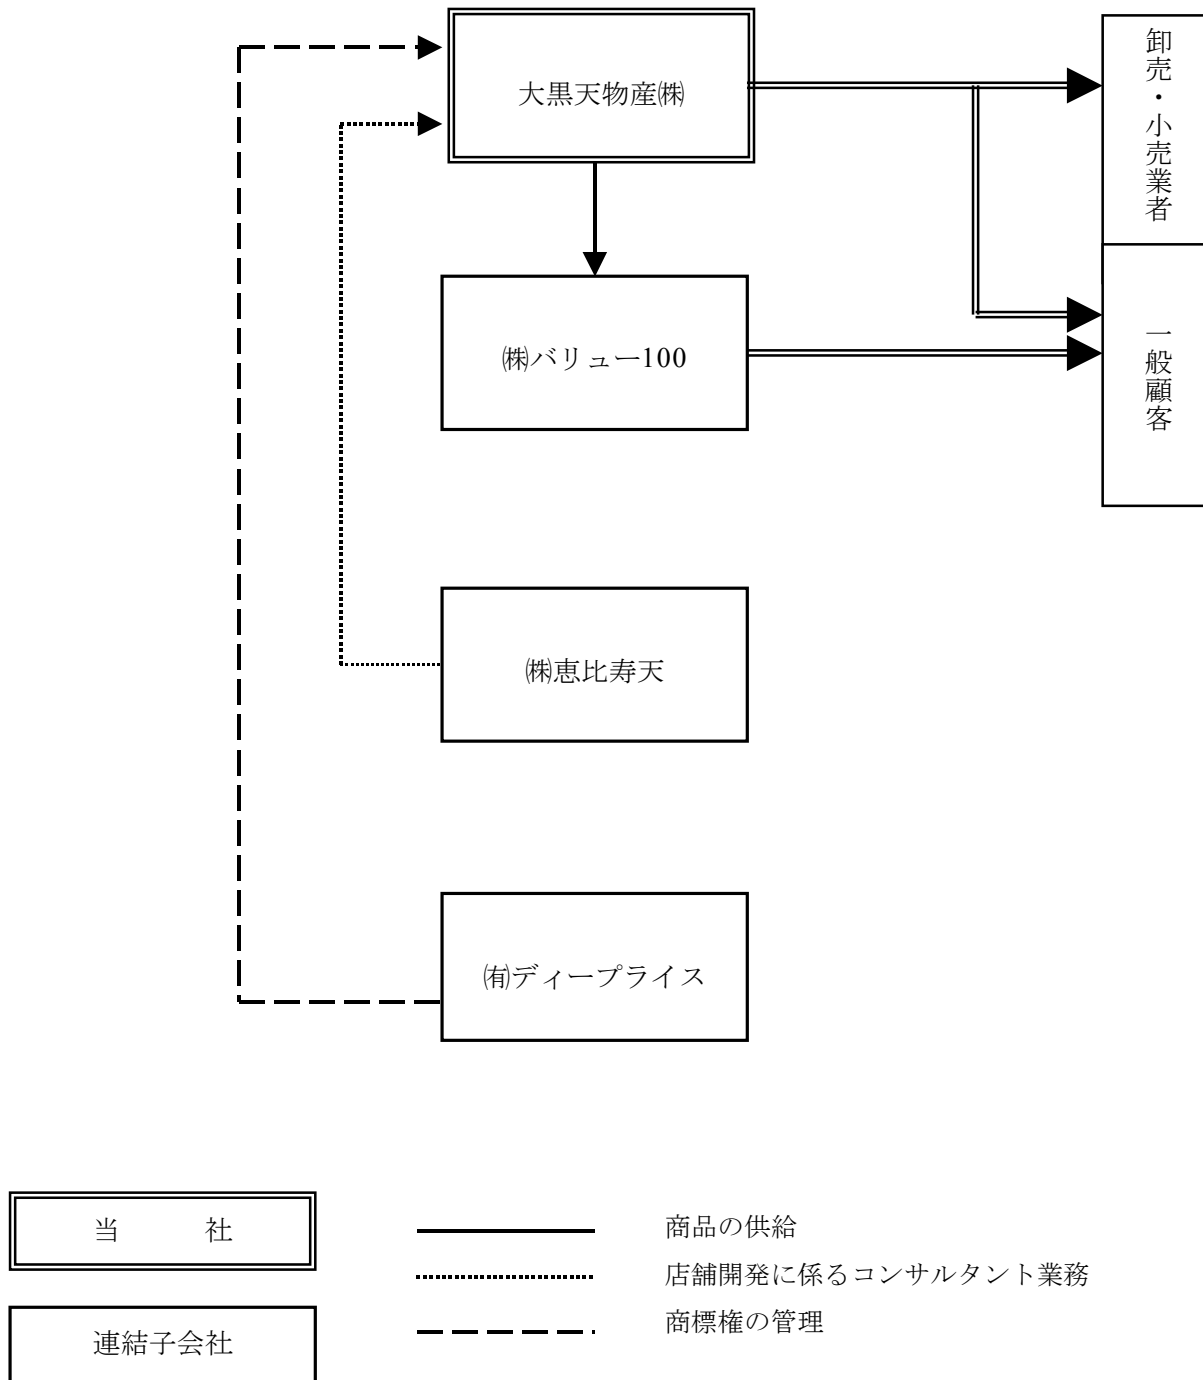 大黒天物産㈱
卸売・小売業者
㈱バリュー100
一般顧客
㈱恵比寿天
㈲ディープライス
当　　　社
商品の供給
店舗開発に係るコンサルタント業務
連結子会社
商標権の管理